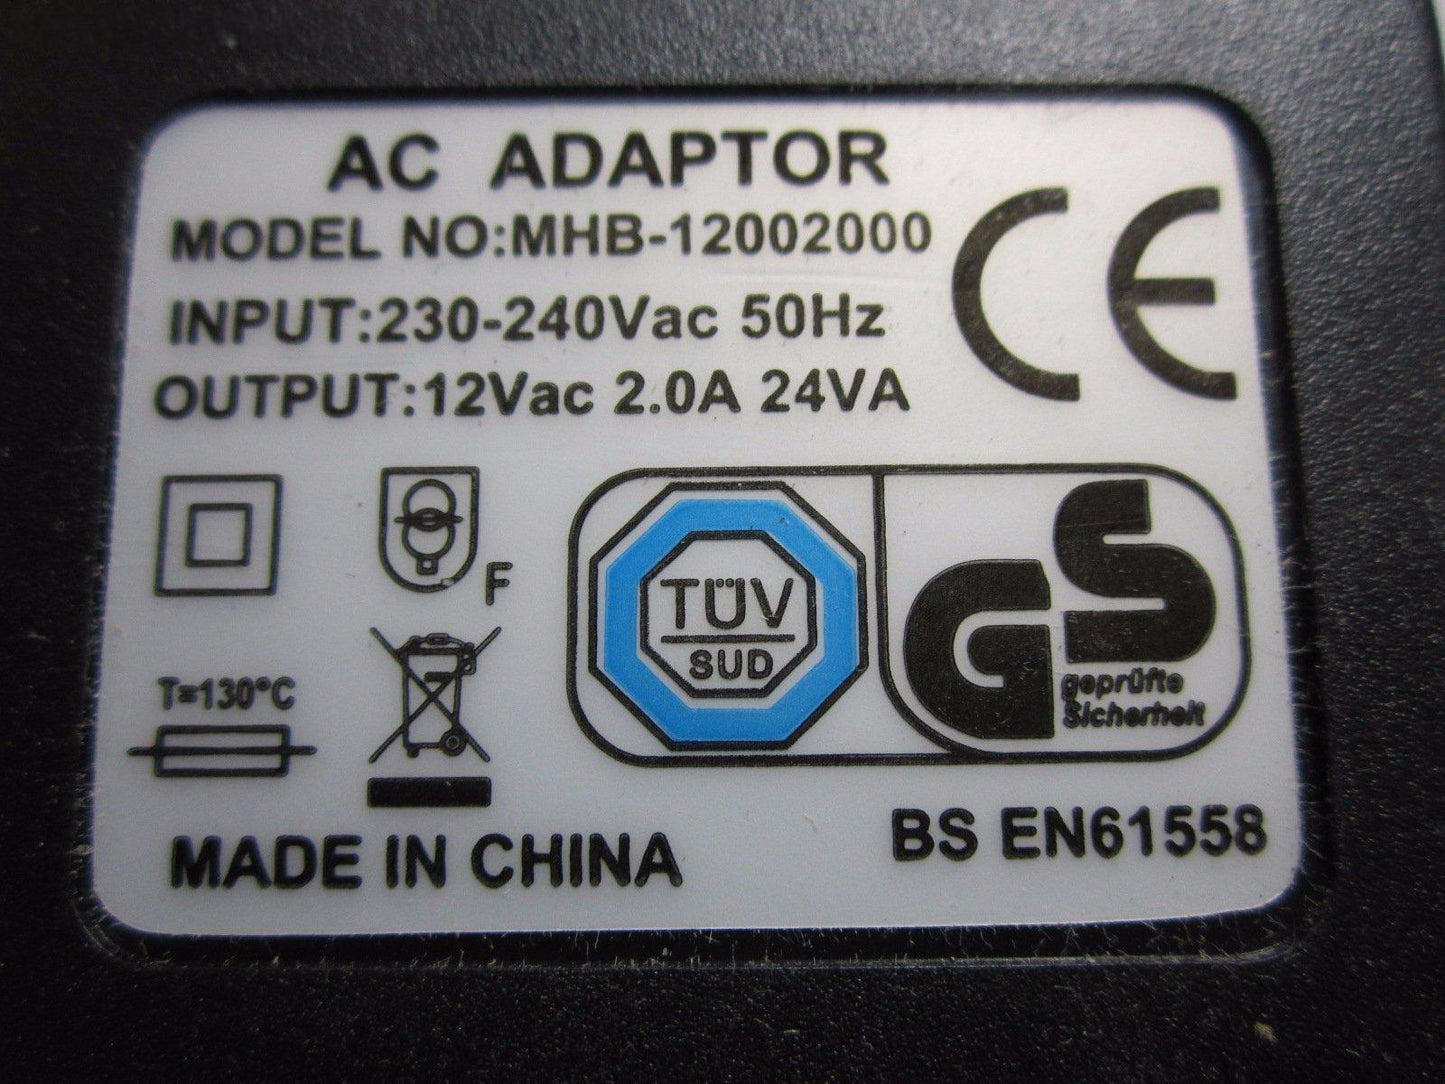 AC ADAPTOR
MODEL NO:MHB-12002000
INPUT:230-240Vac 50Hz
OUTPUT:12Vac 2.0A 24VA
CE
F
T=130°C
TÜV
SUD
GS
geprüfte
Sicherheit
MADE IN CHINA
BS EN61558